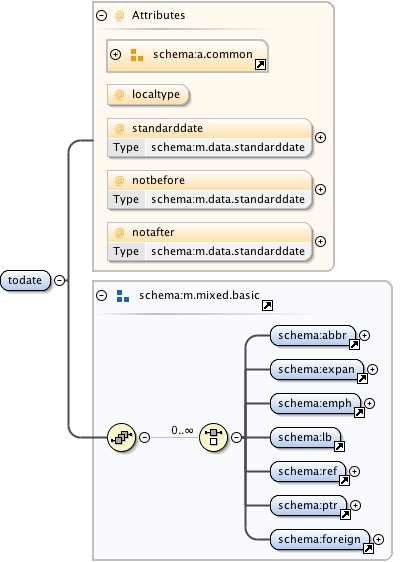 @ Attributes
schema:a.common
@ localtype
@ standarddate
Type schema:m.data.standarddate
@ notbefore
Type schema:m.data.standarddate
@ notafter
Type schema:m.data.standarddate
todate
schema:m.mixed.basic
0..∞
schema:abbr
schema:expan
schema:emph
schema:lb
schema:ref
schema:ptr
schema:foreign